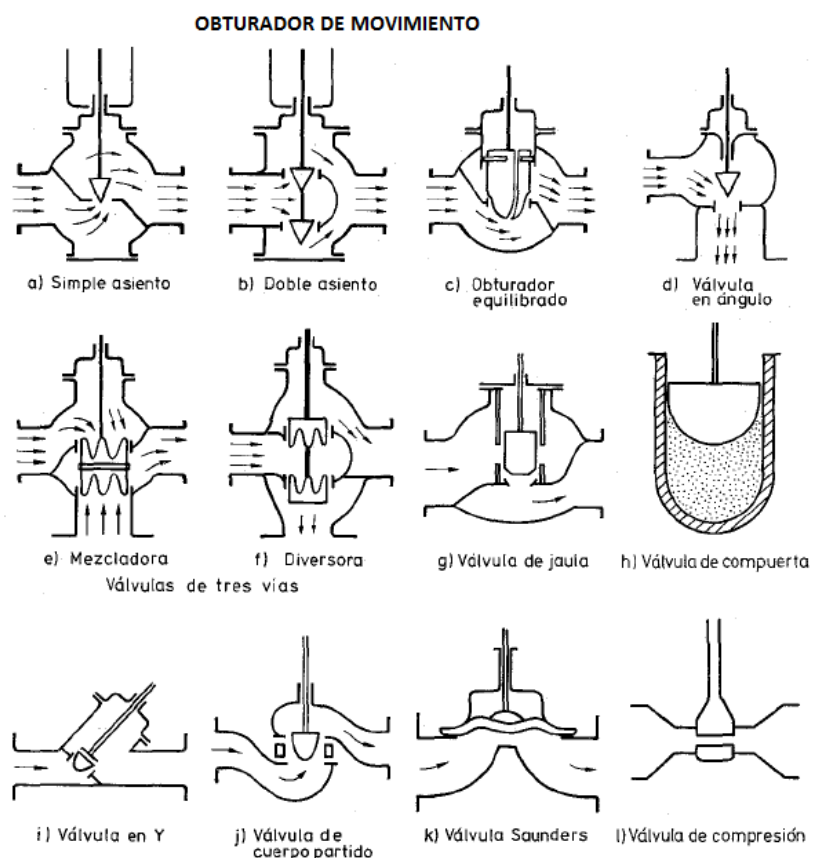 OBTURADOR DE MOVIMIENTO
a) Simple asiento
b) Doble asiento
c) Obturador
equilibrado
d) Válvula
en ángulo
e) Mezcladora
f) Diversora
Válvulas de tres vías
g) Válvula de jaula
h) Válvula de compuerta
i) Válvula en Y
j) Válvula de
cuerpo partido
k) Válvula Saunders
l) Válvula de compresión